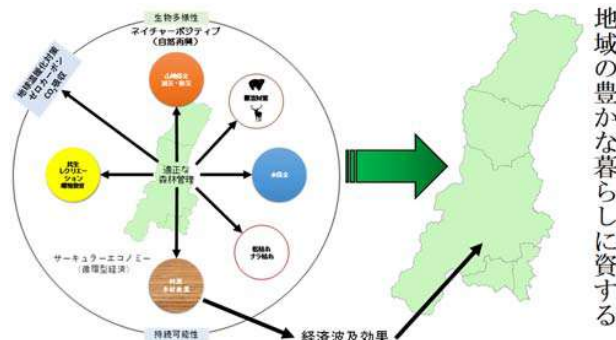 生物多様性
ネイチャーポジティブ
(自然再興)
地球温暖化対策
ゼロカーボン
CO₂吸収
山地保全
減災・防災
獣害対策
適正な
森林管理
共生
レクリエー
ション
環境教育
水保全
松枯れ
ナラ枯れ
サーキュラーエコノミー
(循環型経済)
林業
木材産業
持続可能性
経済波及効果
地域の豊かな暮らしに資する